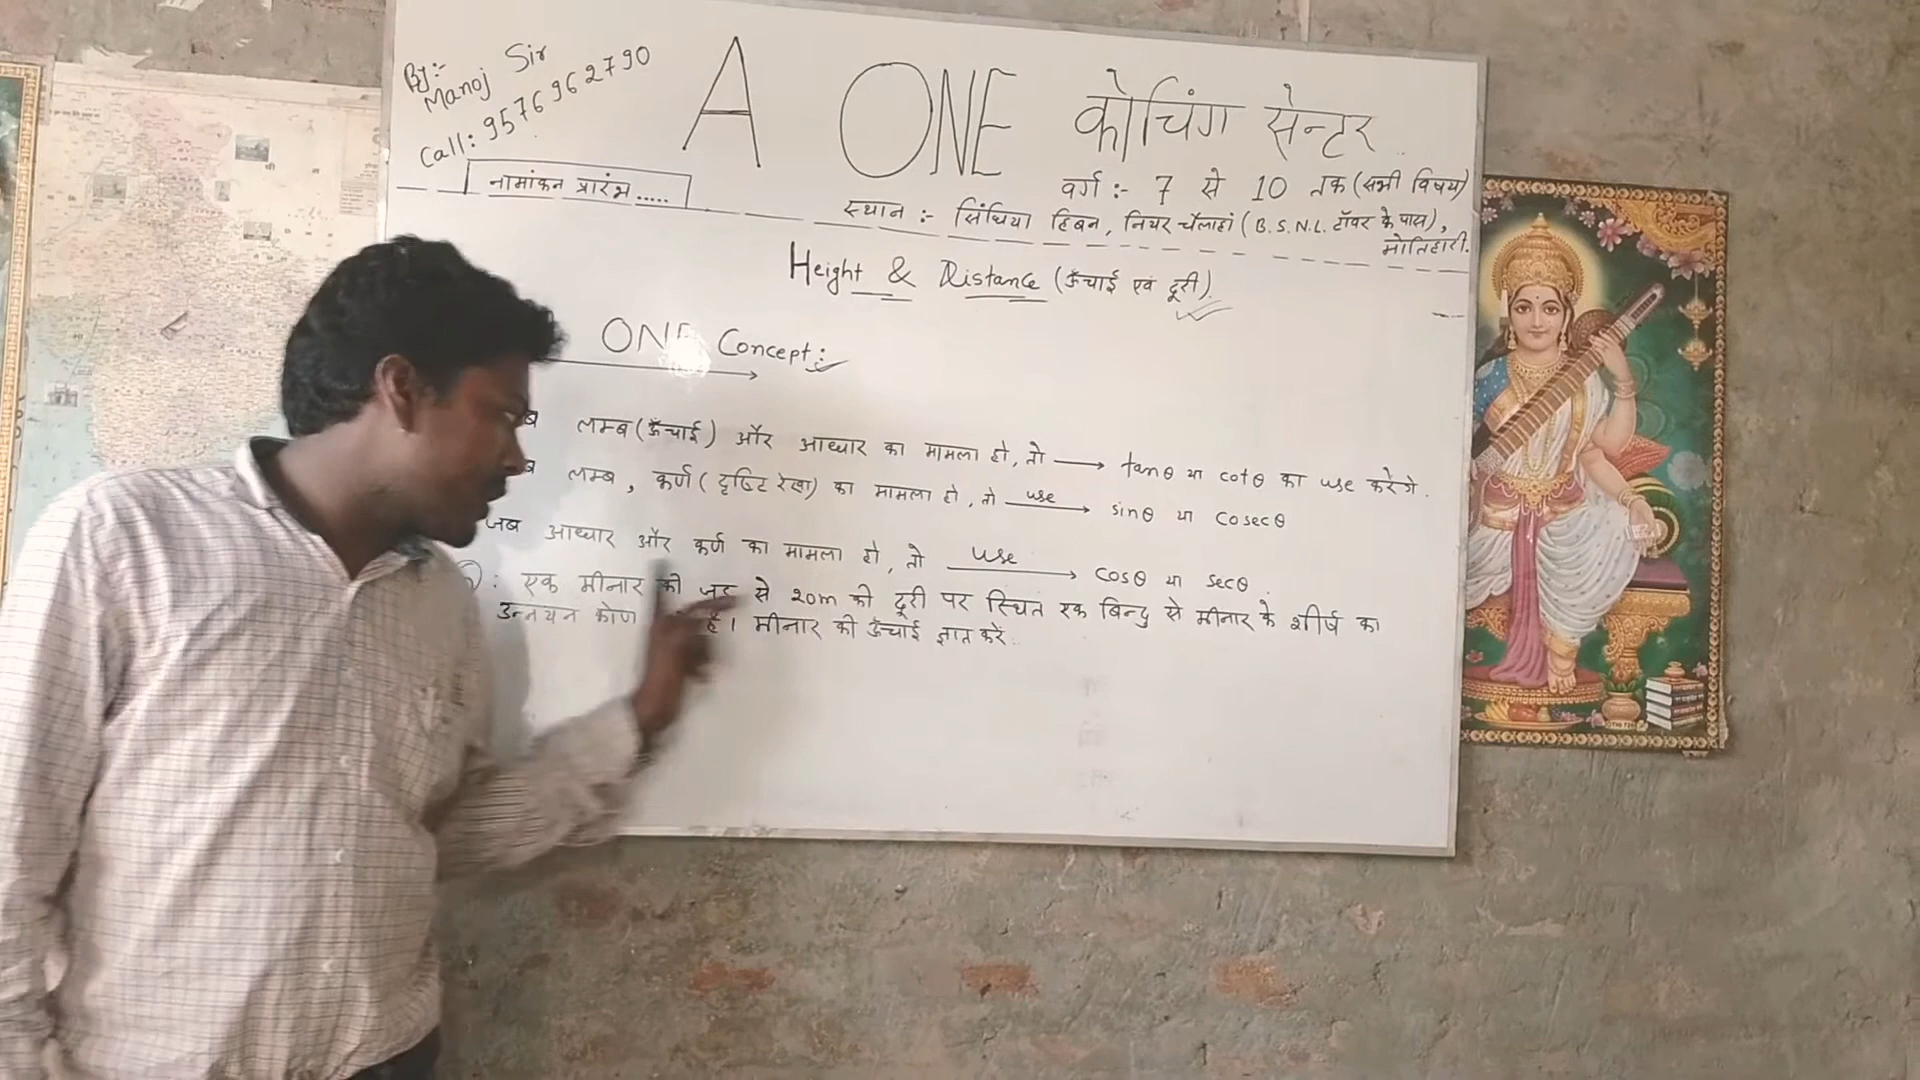 By:-
Manoj Sir
Call: 9576962790
A ONE कोचिंग सेन्टर
वर्ग :- 7 से 10 तक (सभी विषय)
नामांकन प्रारंभ.....
स्थान :- सिंघिया हिबन, नियर चैलाहां (B.S.N.L. टॉवर के पास),
मोतिहारी.
Height & Distance (ऊँचाई एवं दूरी).
ONE Concept:
लम्ब (ऊँचाई) और आधार का मामला हो, तो → tanθ या cotθ का use करेंगे.
लम्ब, कर्ण (दृष्टि रेखा) का मामला हो, तो use → sinθ या Cosecθ
जब आधार और कर्ण का मामला हो, तो use → cosθ या secθ.
एक मीनार की जड़ से 20m की दूरी पर स्थित एक बिन्दु से मीनार के शीर्ष का
उन्नयन कोण है। मीनार की ऊँचाई ज्ञात करें.